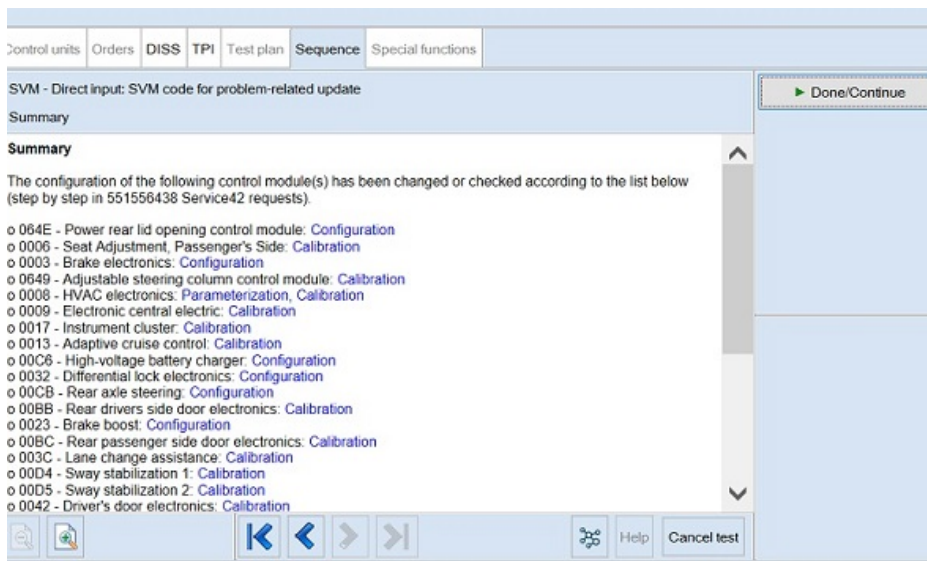 Control units Orders DISS TPI Test plan Sequence Special functions
SVM - Direct input: SVM code for problem-related update
Done/Continue
Summary
Summary
The configuration of the following control module(s) has been changed or checked according to the list below
(step by step in 551556438 Service42 requests).
o 064E - Power rear lid opening control module: Configuration
o 0006 - Seat Adjustment, Passenger's Side: Calibration
o 0003 - Brake electronics: Configuration
o 0649 - Adjustable steering column control module: Calibration
o 0008 - HVAC electronics: Parameterization, Calibration
o 0009 - Electronic central electric: Calibration
o 0017 - Instrument cluster: Calibration
o 0013 - Adaptive cruise control: Calibration
o 00C6 - High-voltage battery charger: Configuration
o 0032 - Differential lock electronics: Configuration
o 00CB - Rear axle steering: Configuration
o 00BB - Rear drivers side door electronics: Calibration
o 0023 - Brake boost: Configuration
o 00BC - Rear passenger side door electronics: Calibration
o 003C - Lane change assistance: Calibration
o 00D4 - Sway stabilization 1: Calibration
o 00D5 - Sway stabilization 2: Calibration
o 0042 - Driver's door electronics: Calibration
Help Cancel test